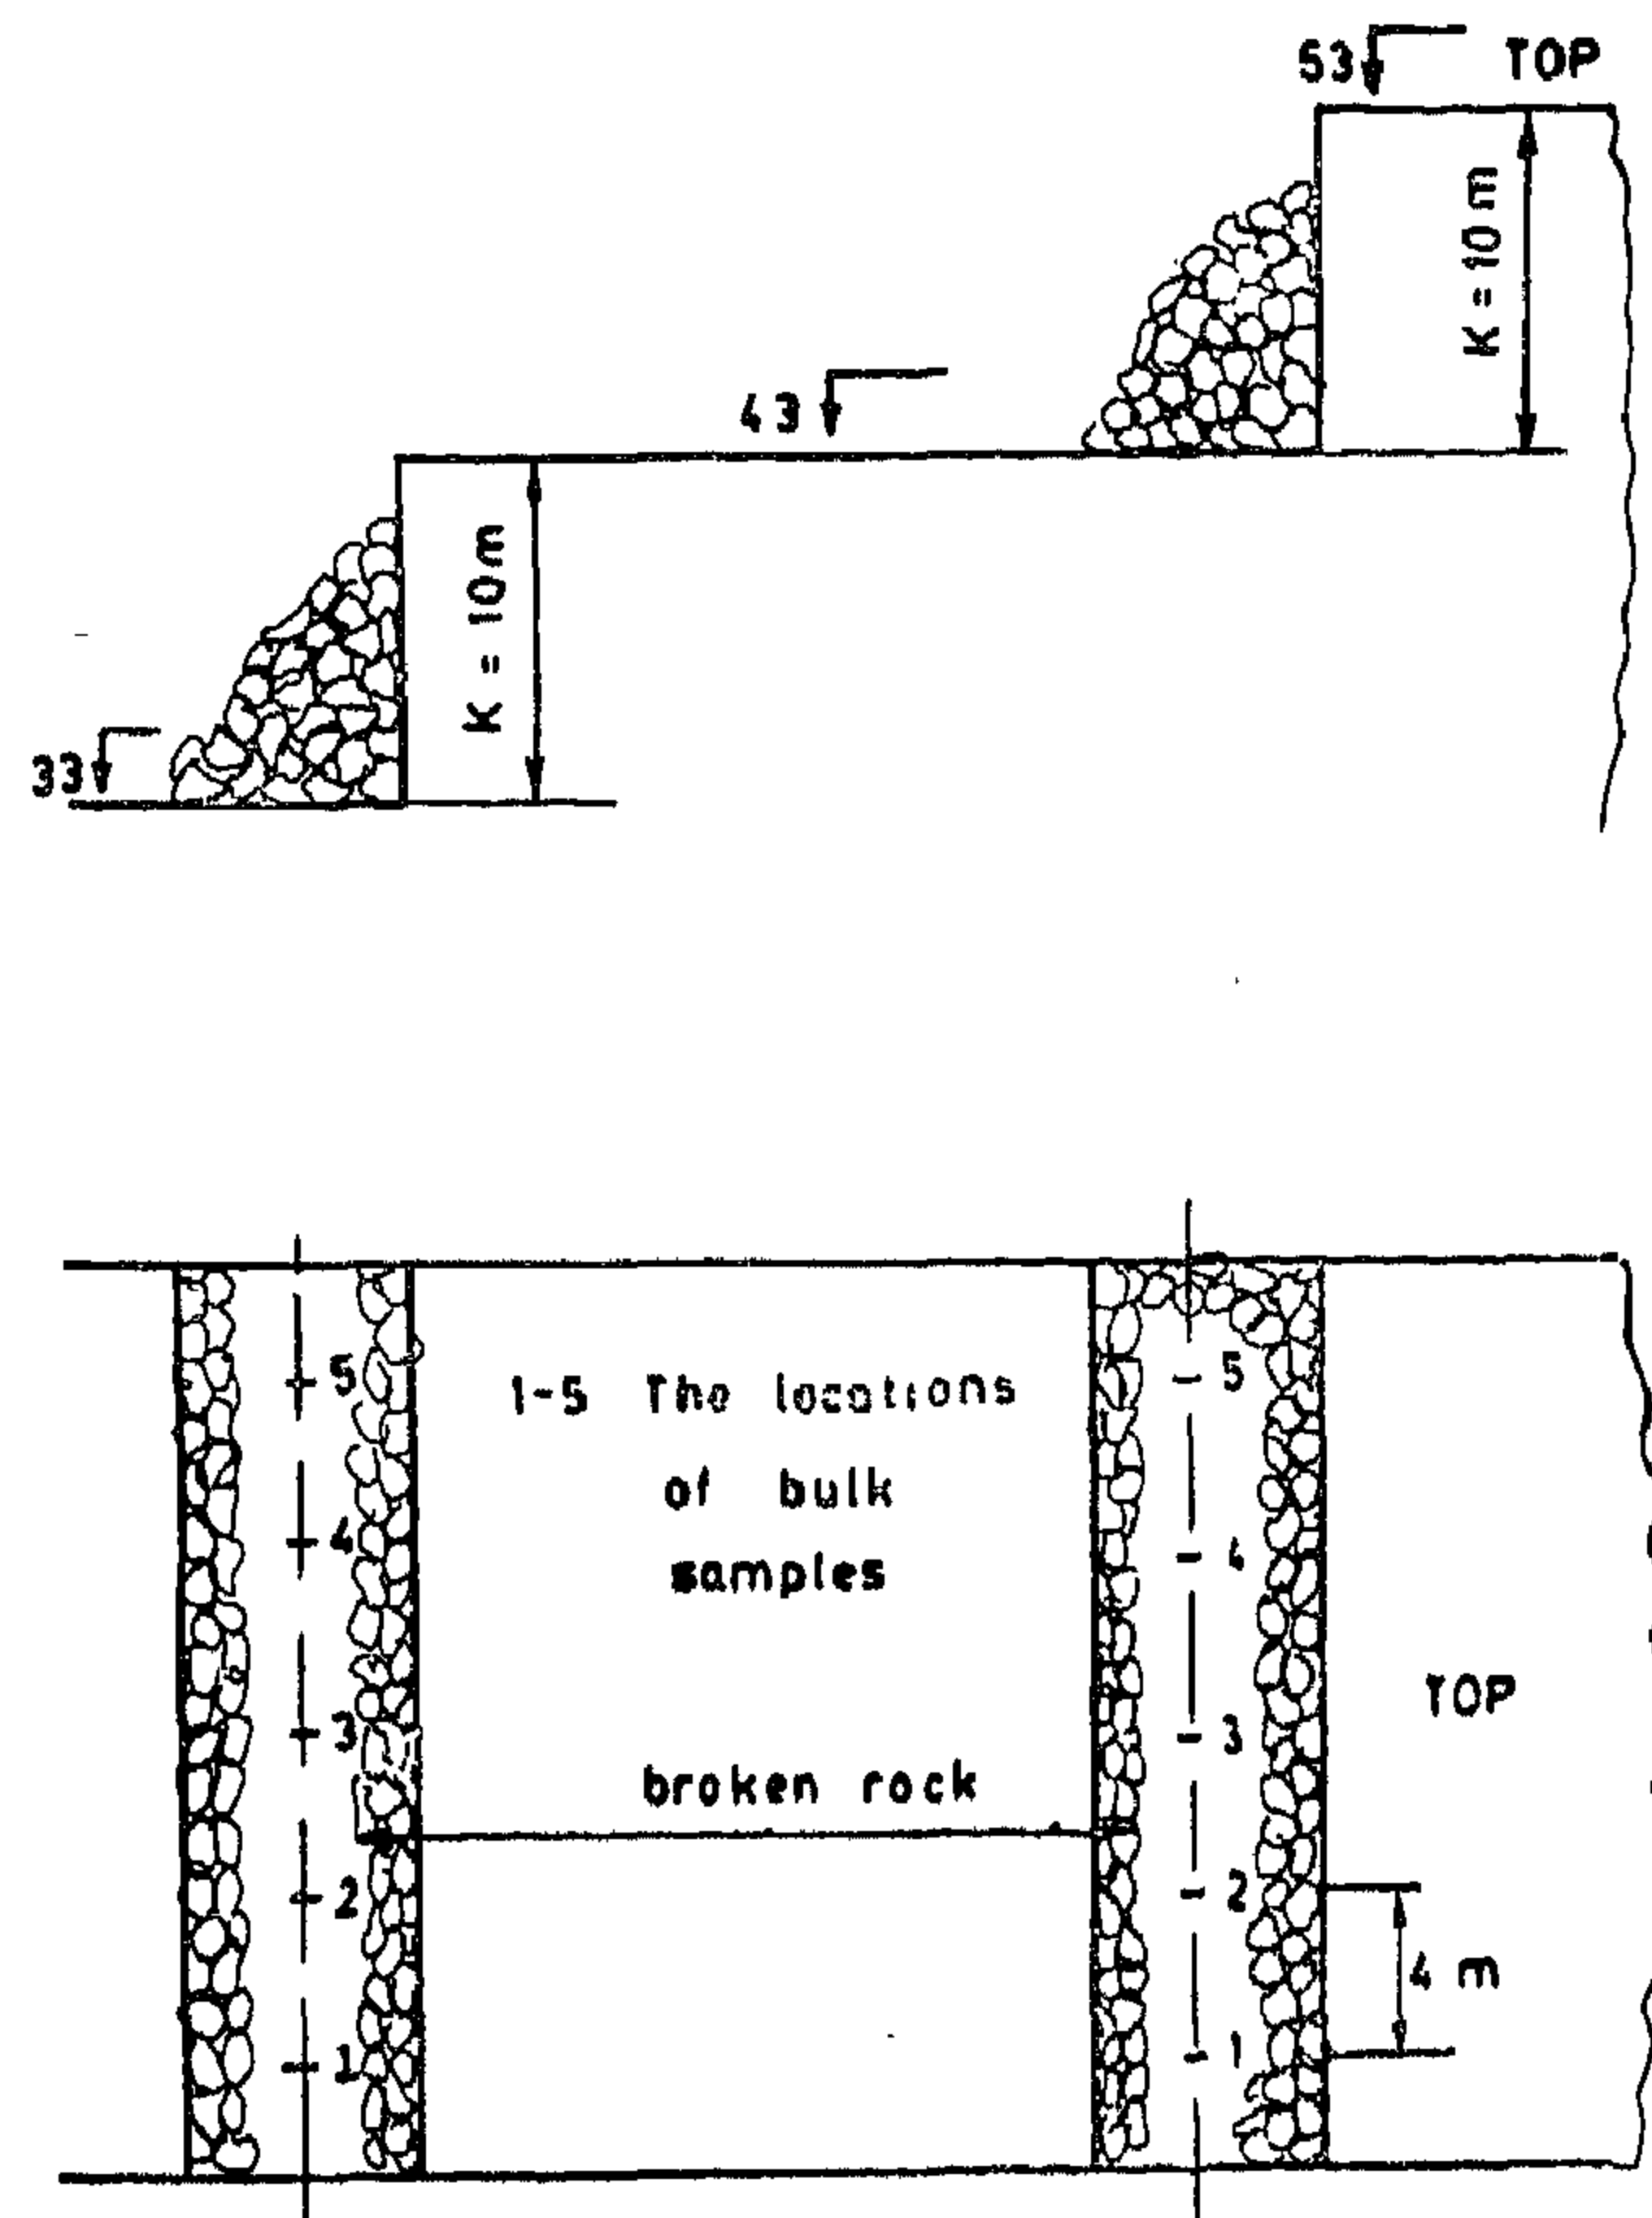 53 TOP
K = 10 m
43
K = 10 m
33
5 1-5 The locations 5
of bulk
4 samples 4
3 TOP 3
broken rock
2 2
4 m
1 1